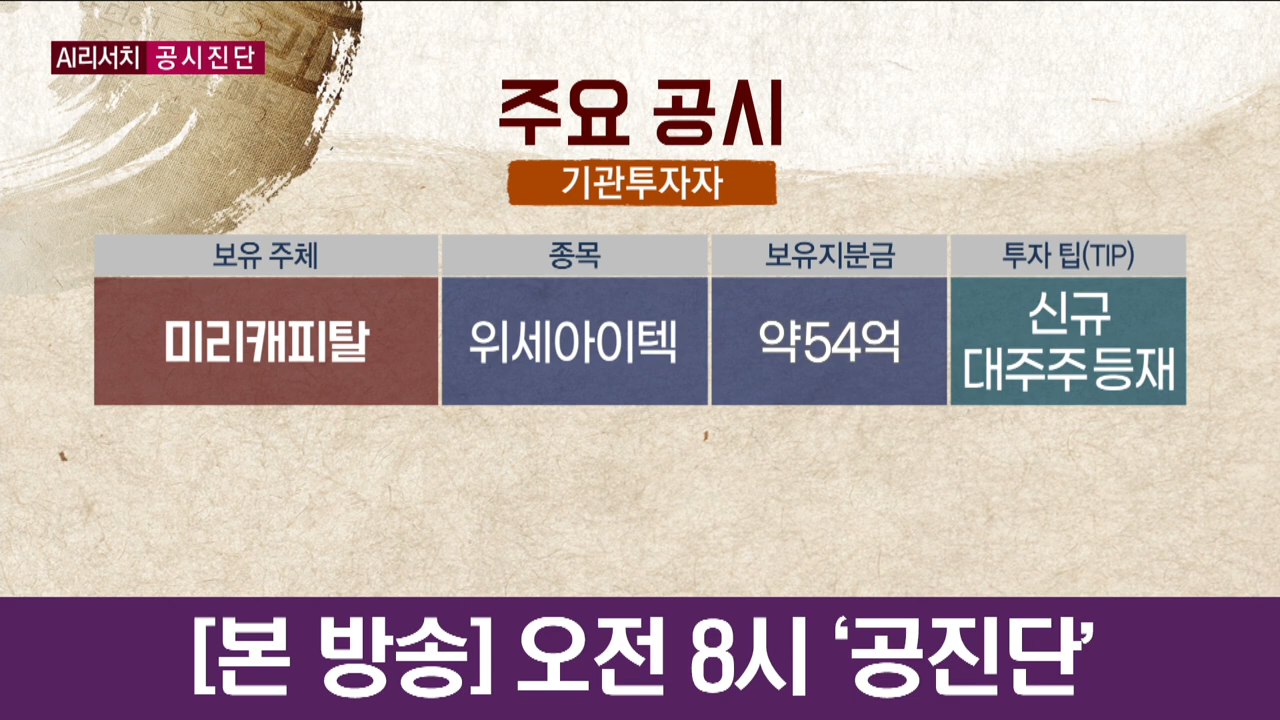 AI리서치 공시진단
주요 공시
기관투자자
보유 주체 종목 보유지분금 투자 팁(TIP)
미리캐피탈 위세아이텍 약54억 신규
대주주 등재
[본 방송] 오전 8시 ‘공진단’